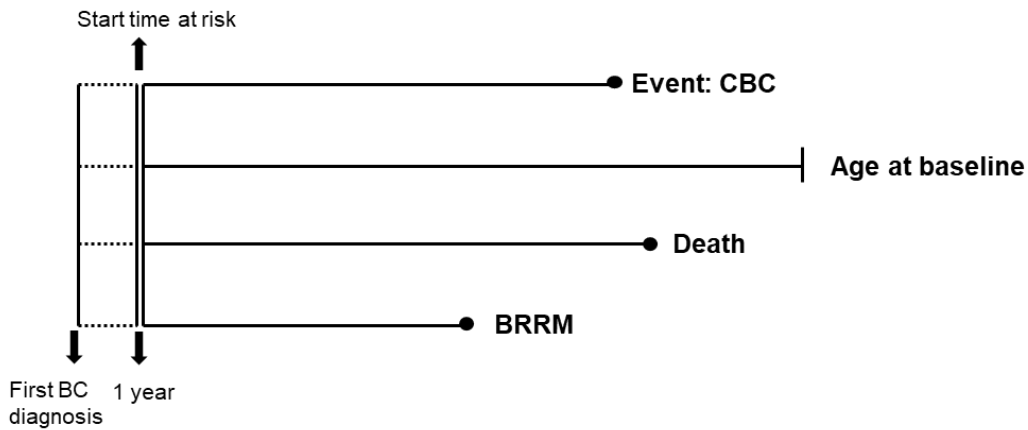 Start time at risk
Event: CBC
Age at baseline
Death
BRRM
First BC
diagnosis
1 year